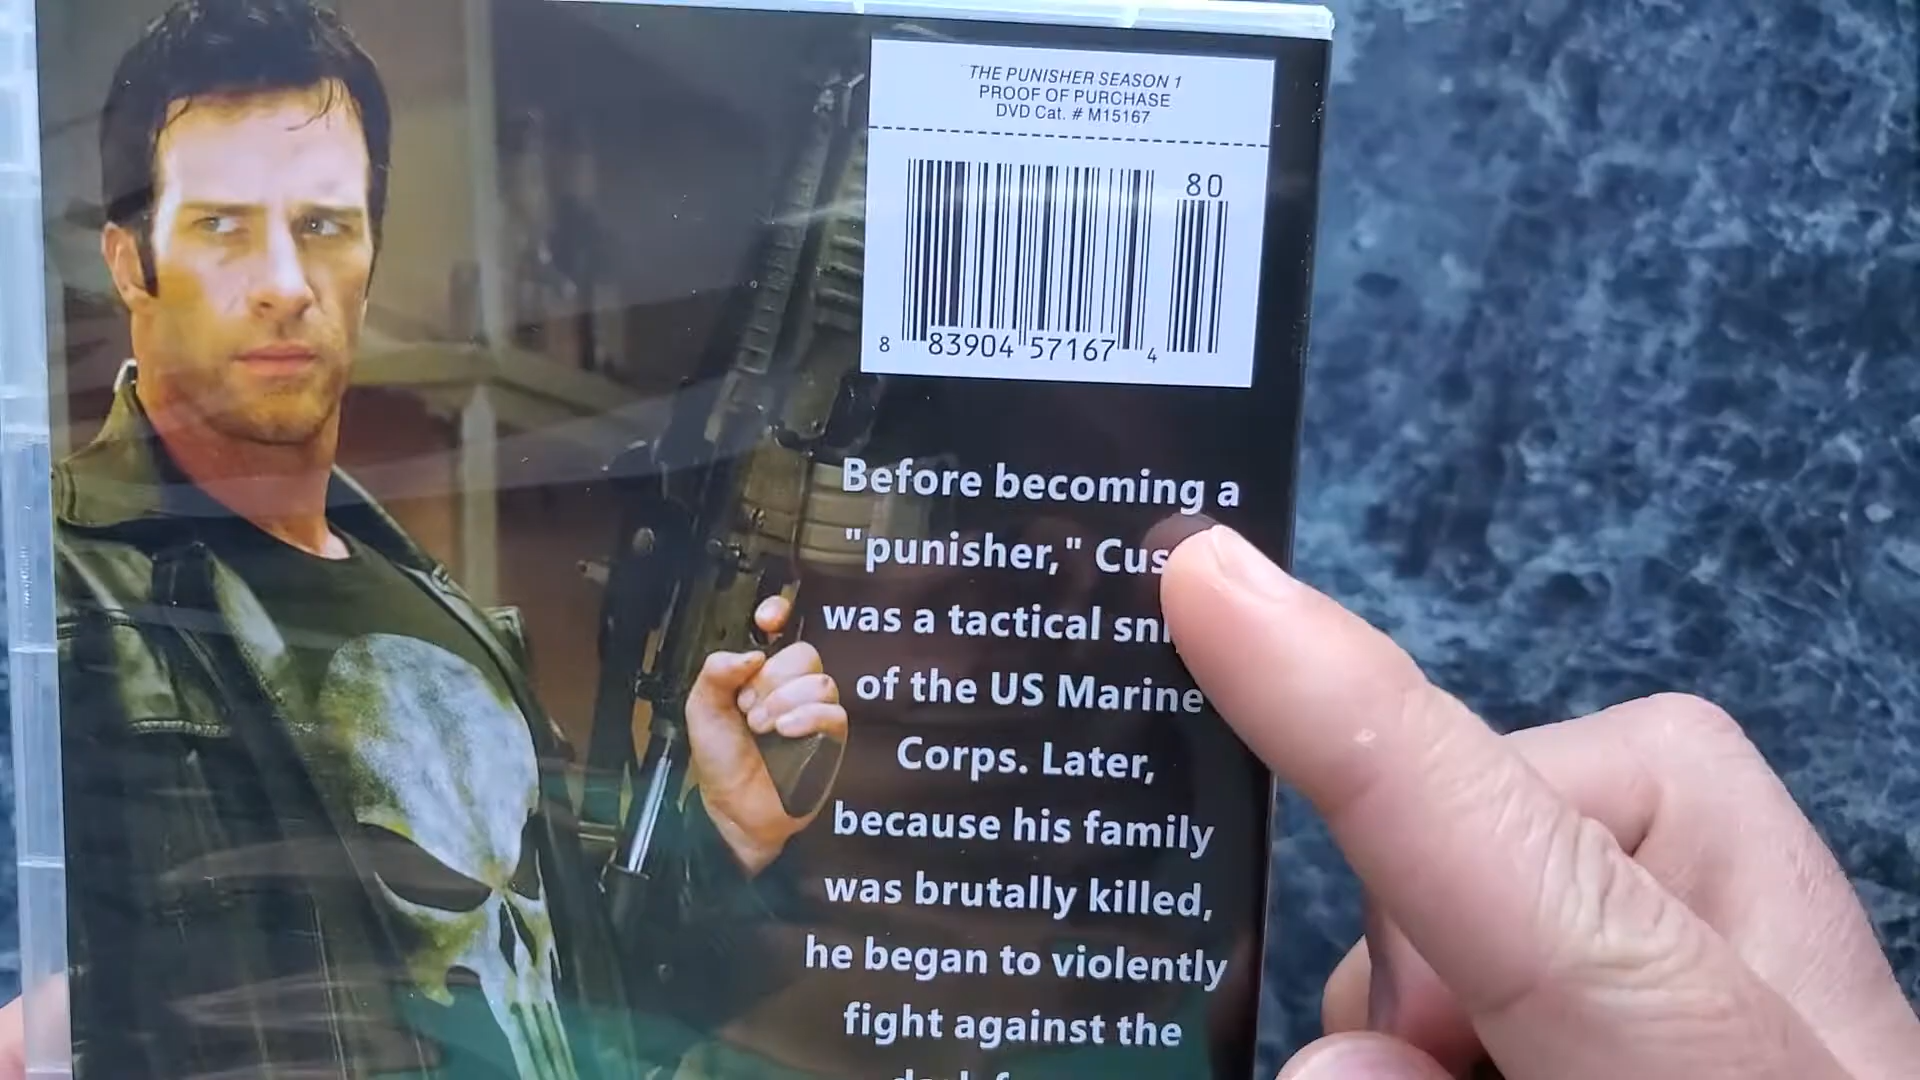 THE PUNISHER SEASON 1
PROOF OF PURCHASE
DVD Cat. # M15167
80
8 83904 57167 4
Before becoming a
"punisher," Cus
was a tactical
of the US Marine
Corps. Later,
because his family
was brutally killed,
he began to violently
fight against the